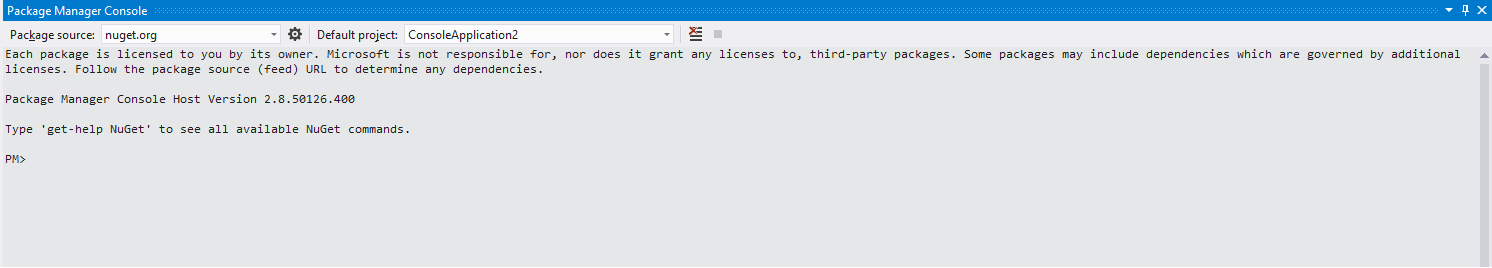 Package Manager Console
Package source: nuget.org Default project: ConsoleApplication2
Each package is licensed to you by its owner. Microsoft is not responsible for, nor does it grant any licenses to, third-party packages. Some packages may include dependencies which are governed by additional
licenses. Follow the package source (feed) URL to determine any dependencies.
Package Manager Console Host Version 2.8.50126.400
Type 'get-help NuGet' to see all available NuGet commands.
PM>